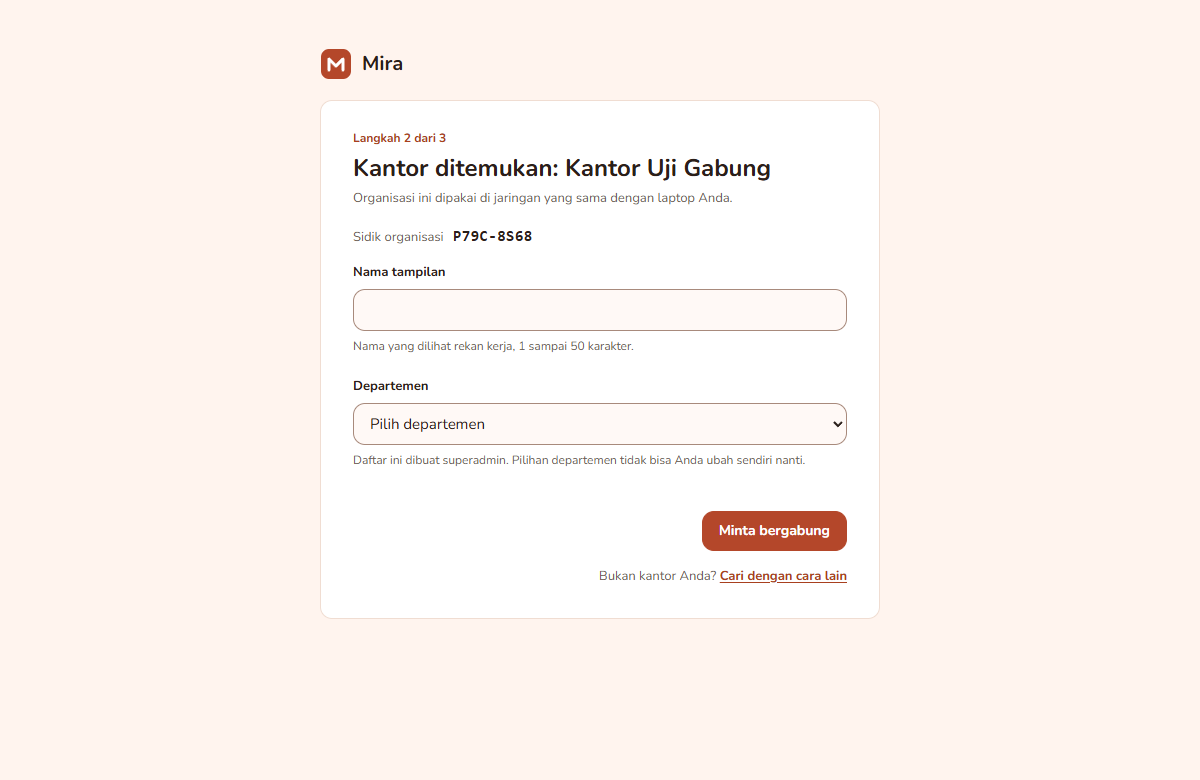 Mira
Langkah 2 dari 3
Kantor ditemukan: Kantor Uji Gabung
Organisasi ini dipakai di jaringan yang sama dengan laptop Anda.
Sidik organisasi P79C-8S68
Nama tampilan
Nama yang dilihat rekan kerja, 1 sampai 50 karakter.
Departemen
Pilih departemen
Daftar ini dibuat superadmin. Pilihan departemen tidak bisa Anda ubah sendiri nanti.
Minta bergabung
Bukan kantor Anda? Cari dengan cara lain